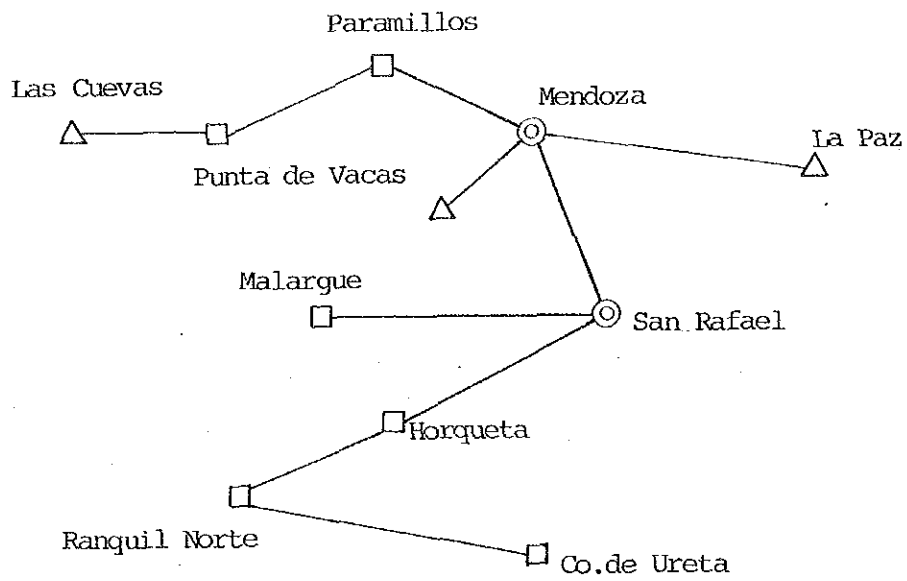 Paramillos
Las Cuevas
Mendoza
La Paz
Punta de Vacas
Malargue
San Rafael
Horqueta
Ranquil Norte
Co.de Ureta